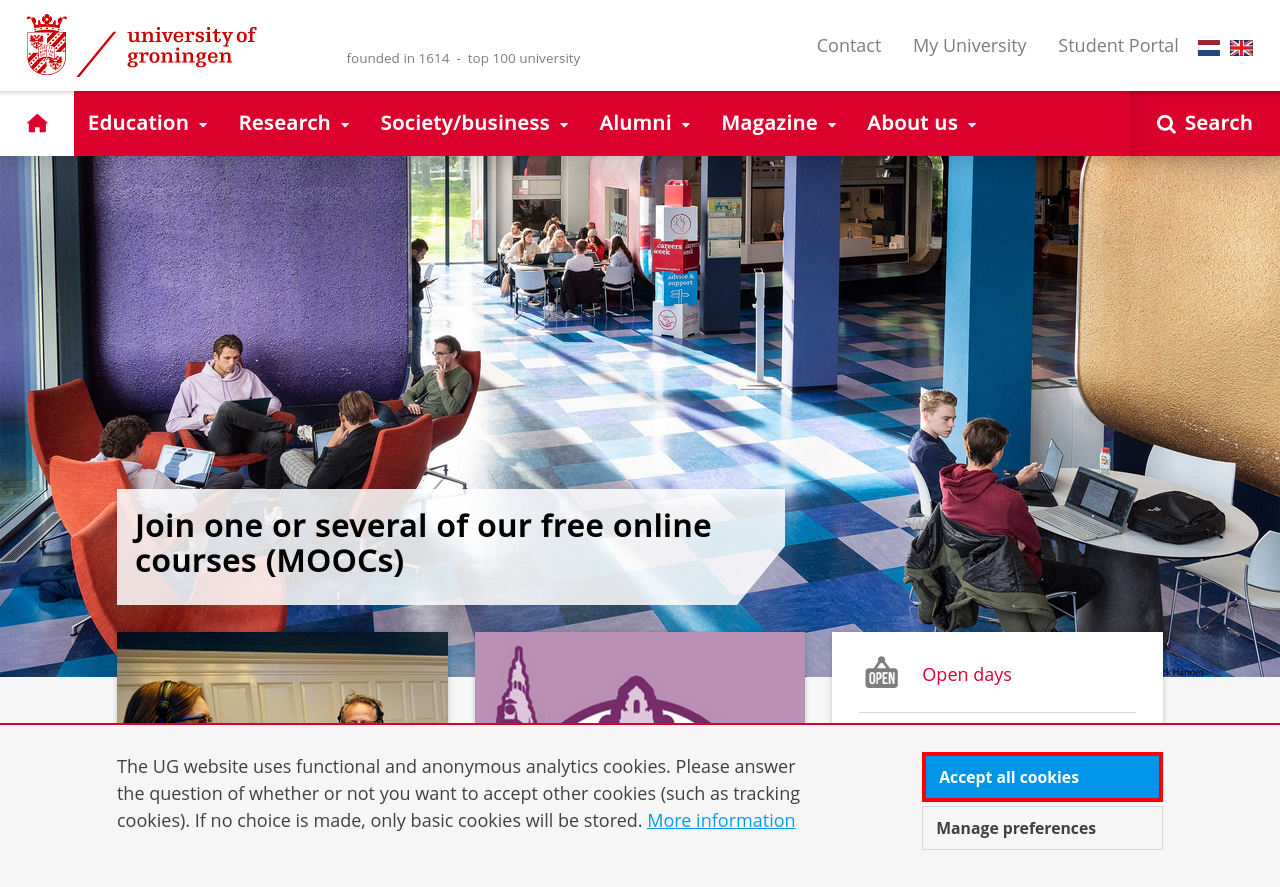 university of
groningen
founded in 1614 - top 100 university
Contact
My University
Student Portal
Education
Research
Society/business
Alumni
Magazine
About us
Search
careers
week
advice &
support
Join one or several of our free online
courses (MOOCs)
OPEN
Open days
The UG website uses functional and anonymous analytics cookies. Please answer
the question of whether or not you want to accept other cookies (such as tracking
cookies). If no choice is made, only basic cookies will be stored. More information
Accept all cookies
Manage preferences